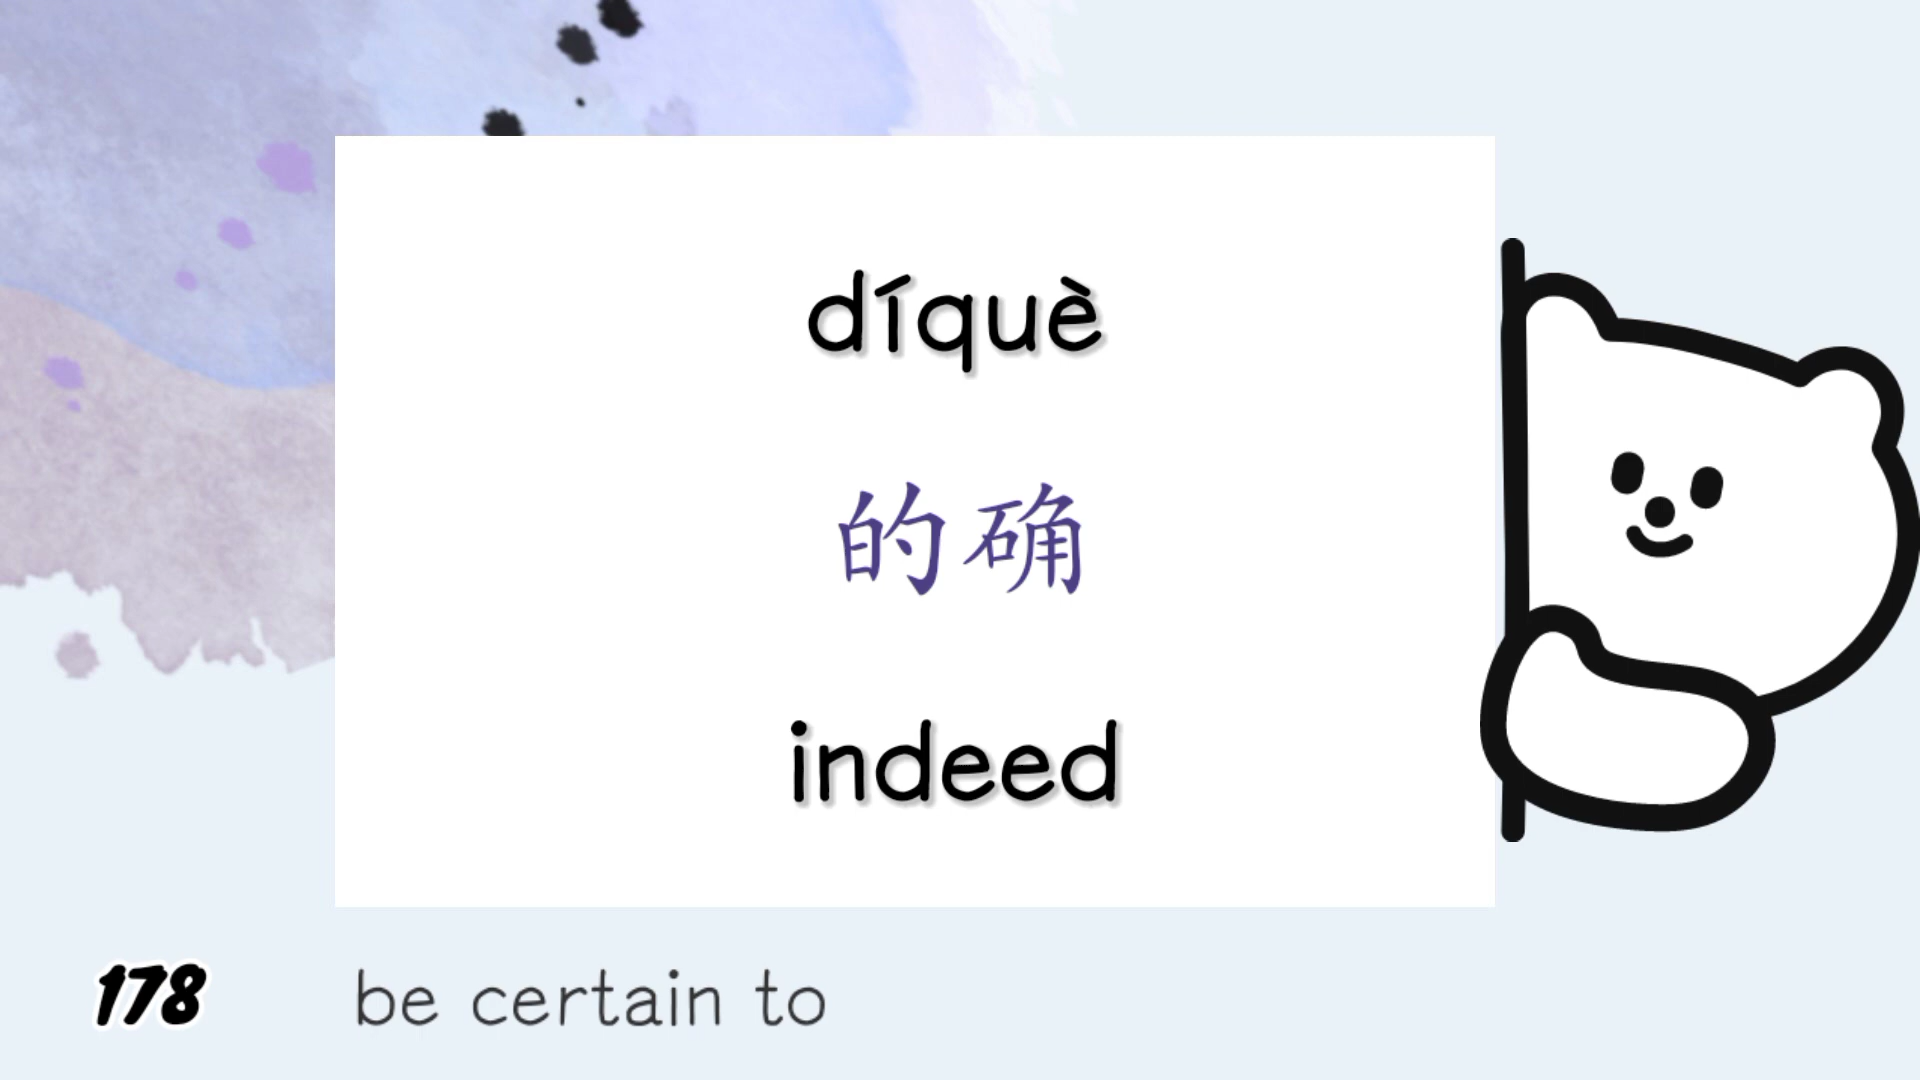 díquè
的确
indeed
178
be certain to